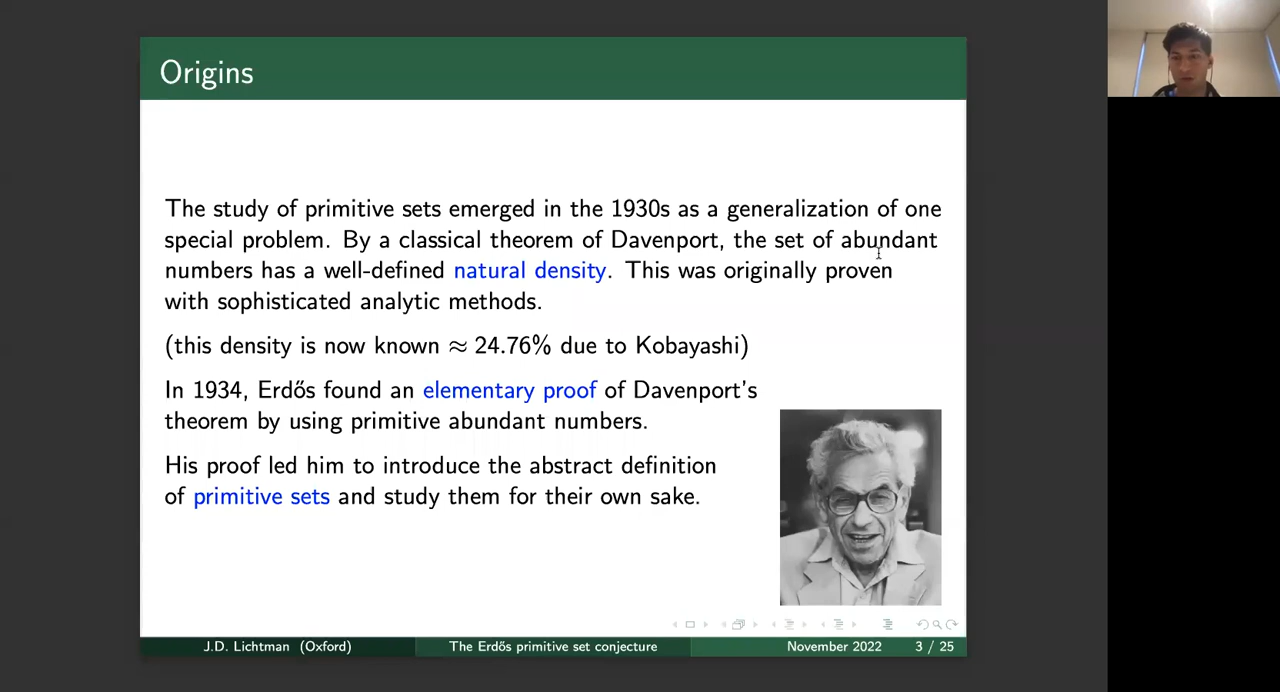 Origins
The study of primitive sets emerged in the 1930s as a generalization of one
special problem. By a classical theorem of Davenport, the set of abundant
numbers has a well-defined natural density. This was originally proven
with sophisticated analytic methods.
(this density is now known ≈ 24.76% due to Kobayashi)
In 1934, Erdős found an elementary proof of Davenport's
theorem by using primitive abundant numbers.
His proof led him to introduce the abstract definition
of primitive sets and study them for their own sake.
J.D. Lichtman (Oxford)
The Erdős primitive set conjecture
November 2022
3 / 25